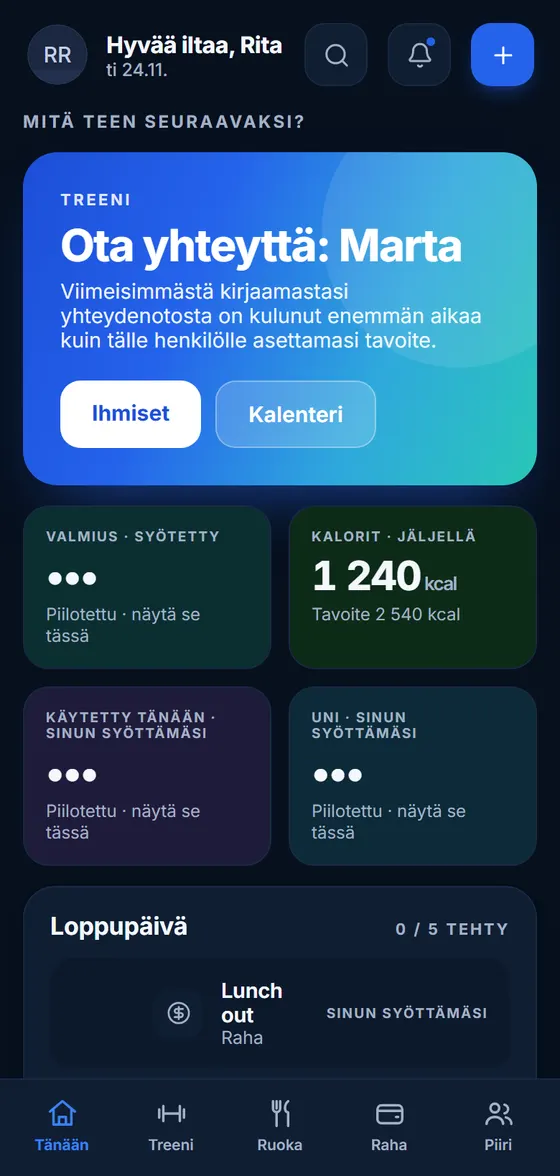 RR
Hyvää iltaa, Rita
ti 24.11.
MITÄ TEEN SEURAAVAKSI?
TREENI
Ota yhteyttä: Marta
Viimeisimmästä kirjaamastasi
yhteydenotosta on kulunut enemmän aikaa
kuin tälle henkilölle asettamasi tavoite.
Ihmiset
Kalenteri
VALMIUS · SYÖTETTY
●●●
Piilotettu · näytä se
tässä
KALORIT · JÄLJELLÄ
1 240 kcal
Tavoite 2 540 kcal
KÄYTETTY TÄNÄÄN ·
SINUN SYÖTTÄMÄSI
●●●
Piilotettu · näytä se
tässä
UNI · SINUN
SYÖTTÄMÄSI
●●●
Piilotettu · näytä se
tässä
Loppupäivä
0 / 5 TEHTY
Lunch
out
Raha
SINUN SYÖTTÄMÄSI
Tänään
Treeni
Ruoka
Raha
Piiri